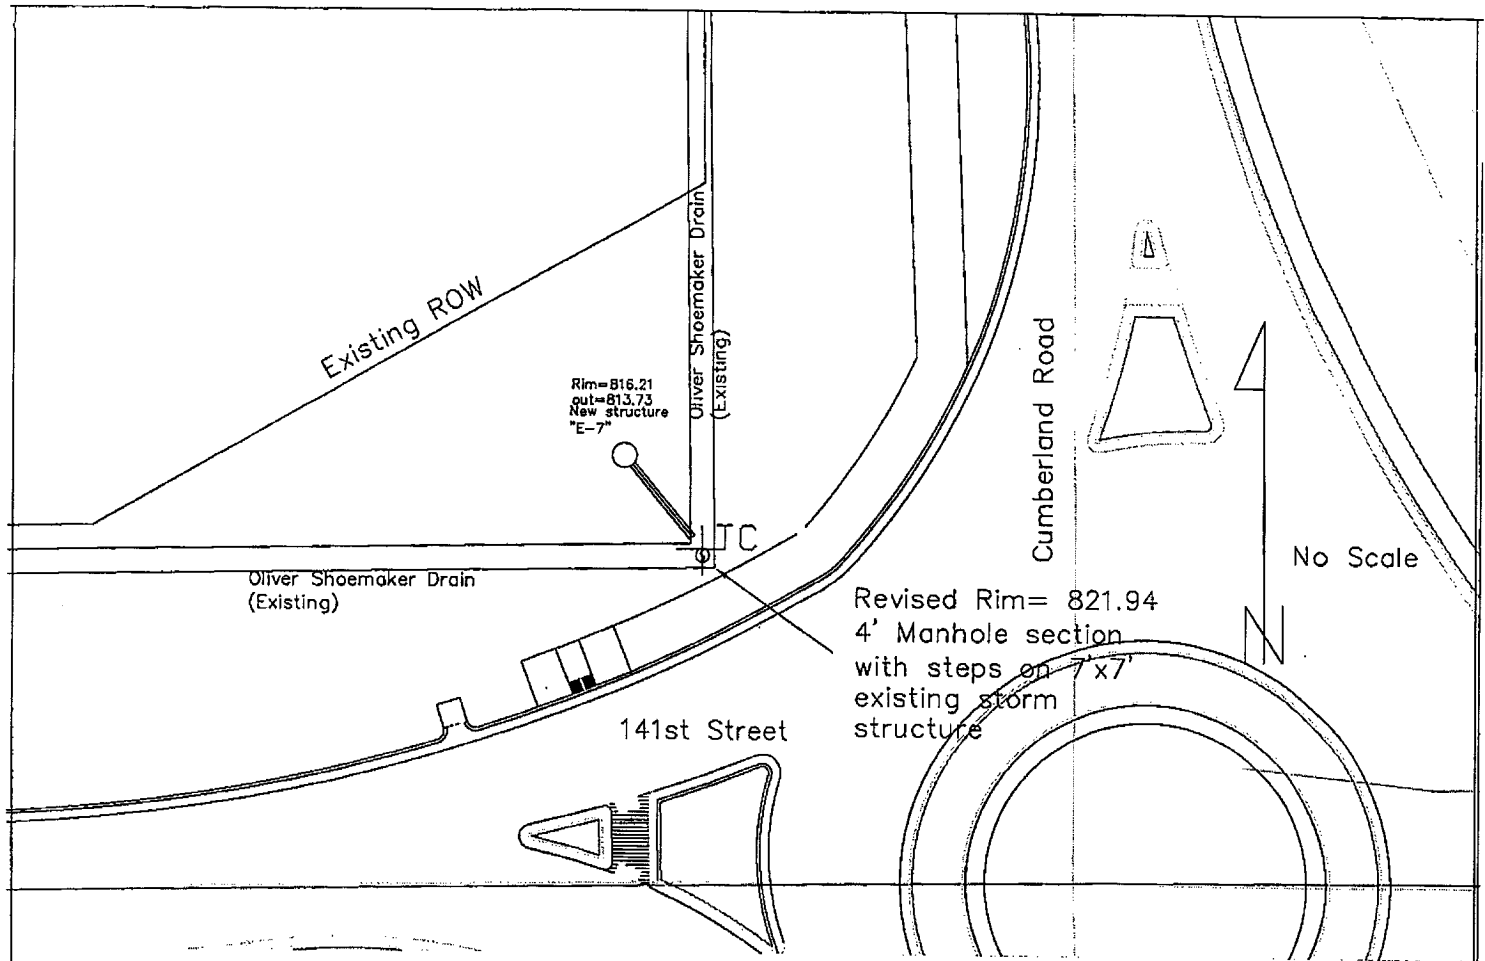 Existing ROW
Oliver Shoemaker Drain
(Existing)
Rim=816.21
out=813.73
New structure
"E-7"
TC
Oliver Shoemaker Drain
(Existing)
Cumberland Road
No Scale
N
Revised Rim= 821.94
4' Manhole section
with steps on 7'x7'
existing storm
structure
141st Street